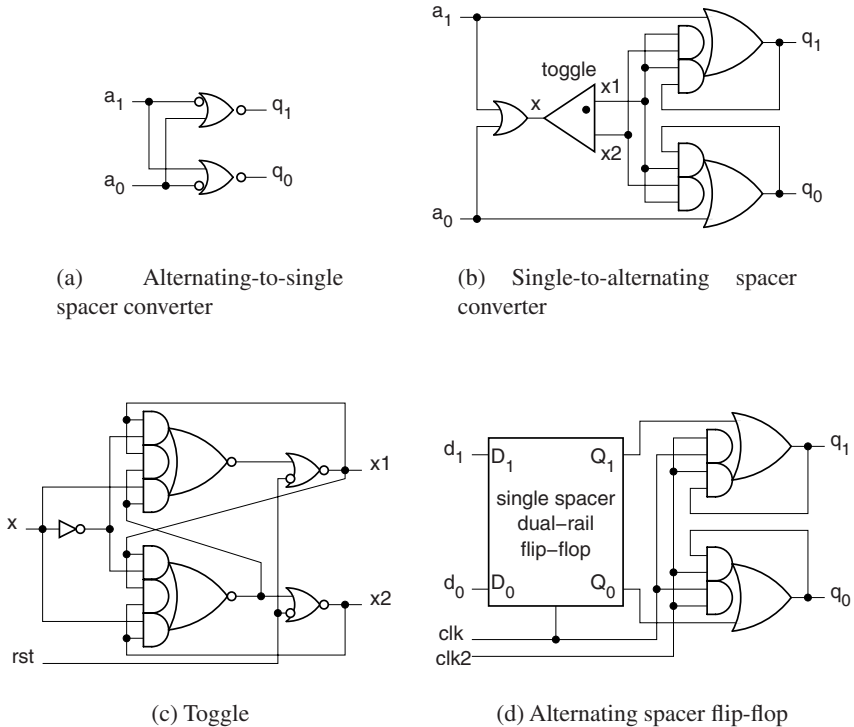 a1
a0
q1
q0
(a) Alternating-to-single
spacer converter
a1
toggle
x
x1
x2
a0
q1
q0
(b) Single-to-alternating spacer
converter
x
rst
x1
x2
(c) Toggle
d1
D1
Q1
single spacer
dual–rail
flip–flop
d0
D0
Q0
clk
clk2
q1
q0
(d) Alternating spacer flip-flop